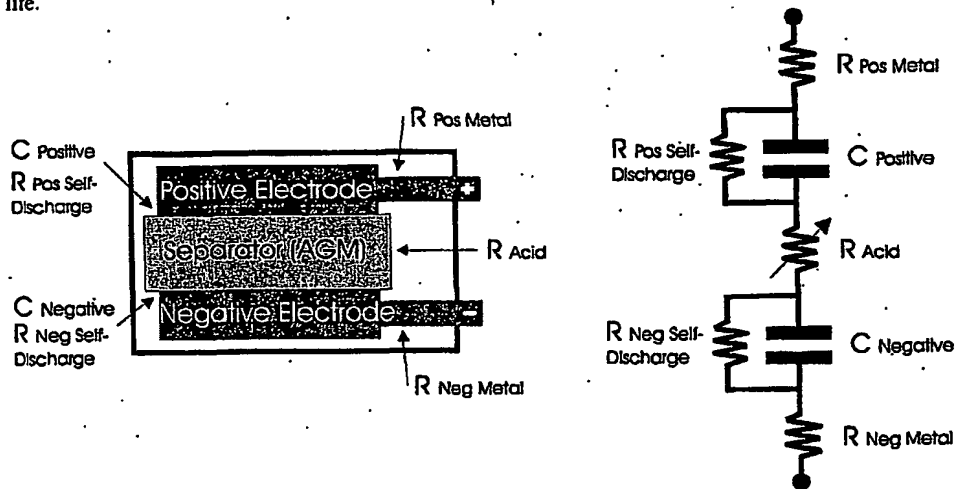 life.
R Pos Metal
C Positive
R Pos Self-
Discharge
Positive Electrode
+
Separator (AGM)
R Acid
C Negative
R Neg Self-
Discharge
Negative Electrode
-
R Neg Metal
R Pos Metal
R Pos Self-
Discharge
C Positive
R Acid
R Neg Self-
Discharge
C Negative
R Neg Metal